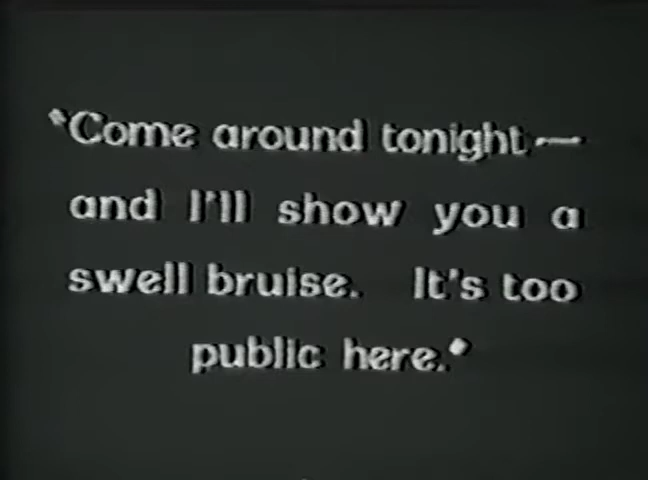 "Come around tonight—
and I'll show you a
swell bruise. It's too
public here."